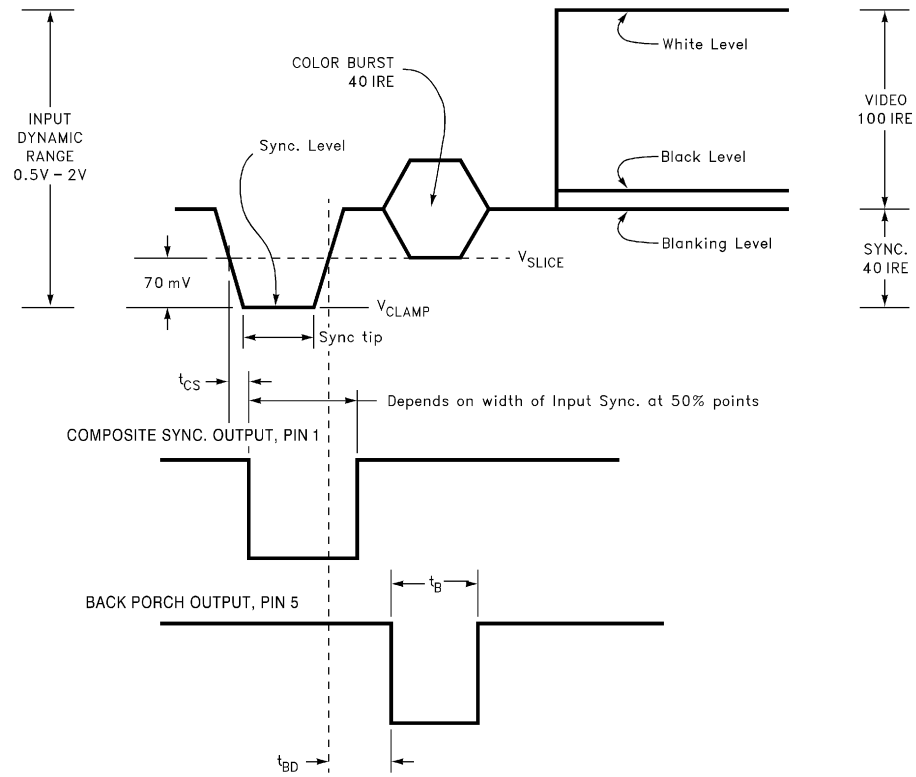 White Level
COLOR BURST
40 IRE
INPUT
DYNAMIC
RANGE
0.5V – 2V
VIDEO
100 IRE
Sync. Level
Black Level
Blanking Level
SYNC.
40 IRE
VSLICE
70 mV
VCLAMP
Sync tip
tCS
Depends on width of Input Sync. at 50% points
COMPOSITE SYNC. OUTPUT, PIN 1
tB
BACK PORCH OUTPUT, PIN 5
tBD